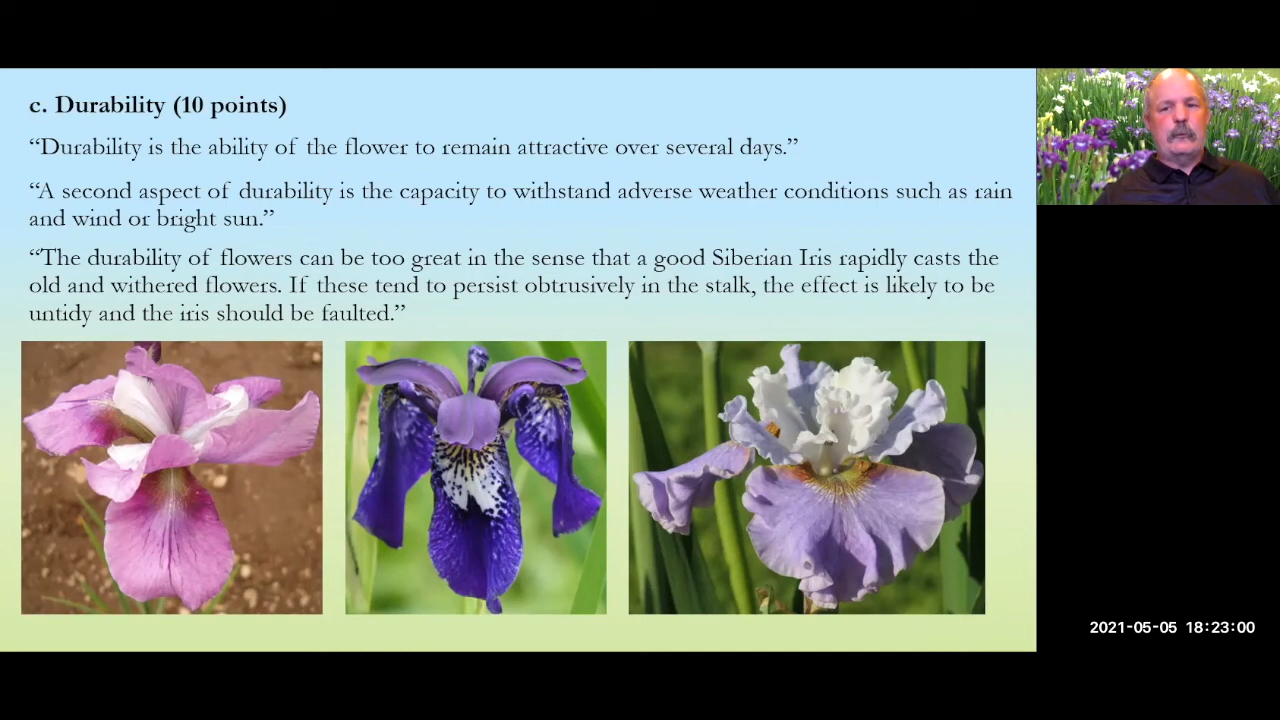 c. Durability (10 points)
“Durability is the ability of the flower to remain attractive over several days.”
“A second aspect of durability is the capacity to withstand adverse weather conditions such as rain
and wind or bright sun.”
“The durability of flowers can be too great in the sense that a good Siberian Iris rapidly casts the
old and withered flowers. If these tend to persist obtrusively in the stalk, the effect is likely to be
untidy and the iris should be faulted.”
2021-05-05 18:23:00